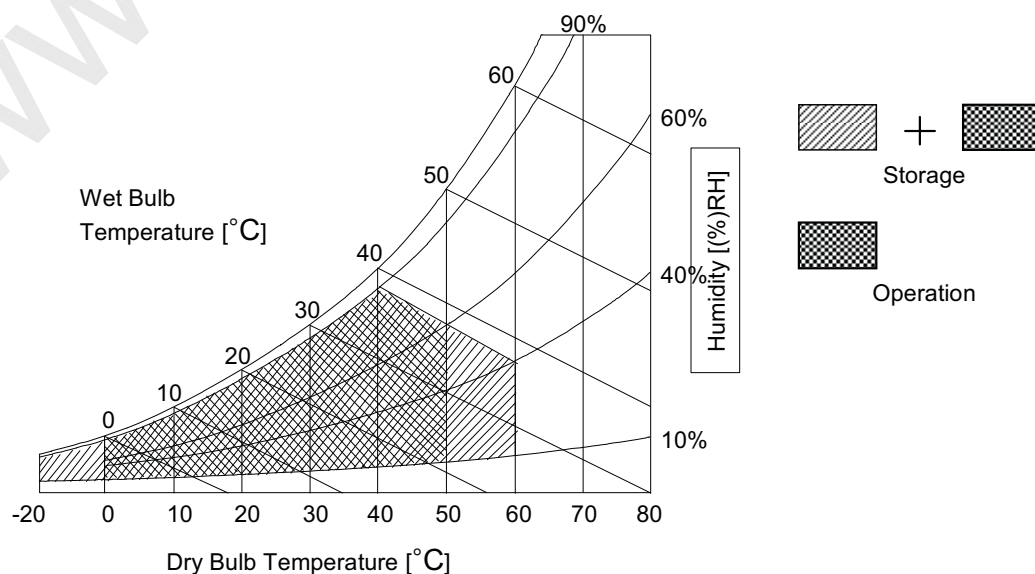 90%
60
60%
Storage
50
Wet Bulb
Temperature [°C]
Humidity [(%)RH]
40
40%
Operation
30
20
10
0
10%
-20 0 10 20 30 40 50 60 70 80
Dry Bulb Temperature [°C]